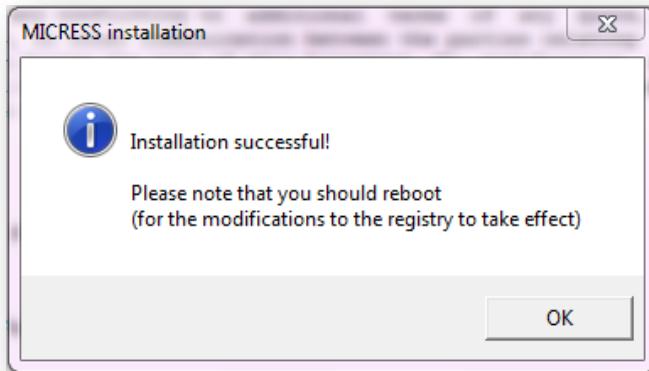 MICRESS installation
Installation successful!
Please note that you should reboot
(for the modifications to the registry to take effect)
OK